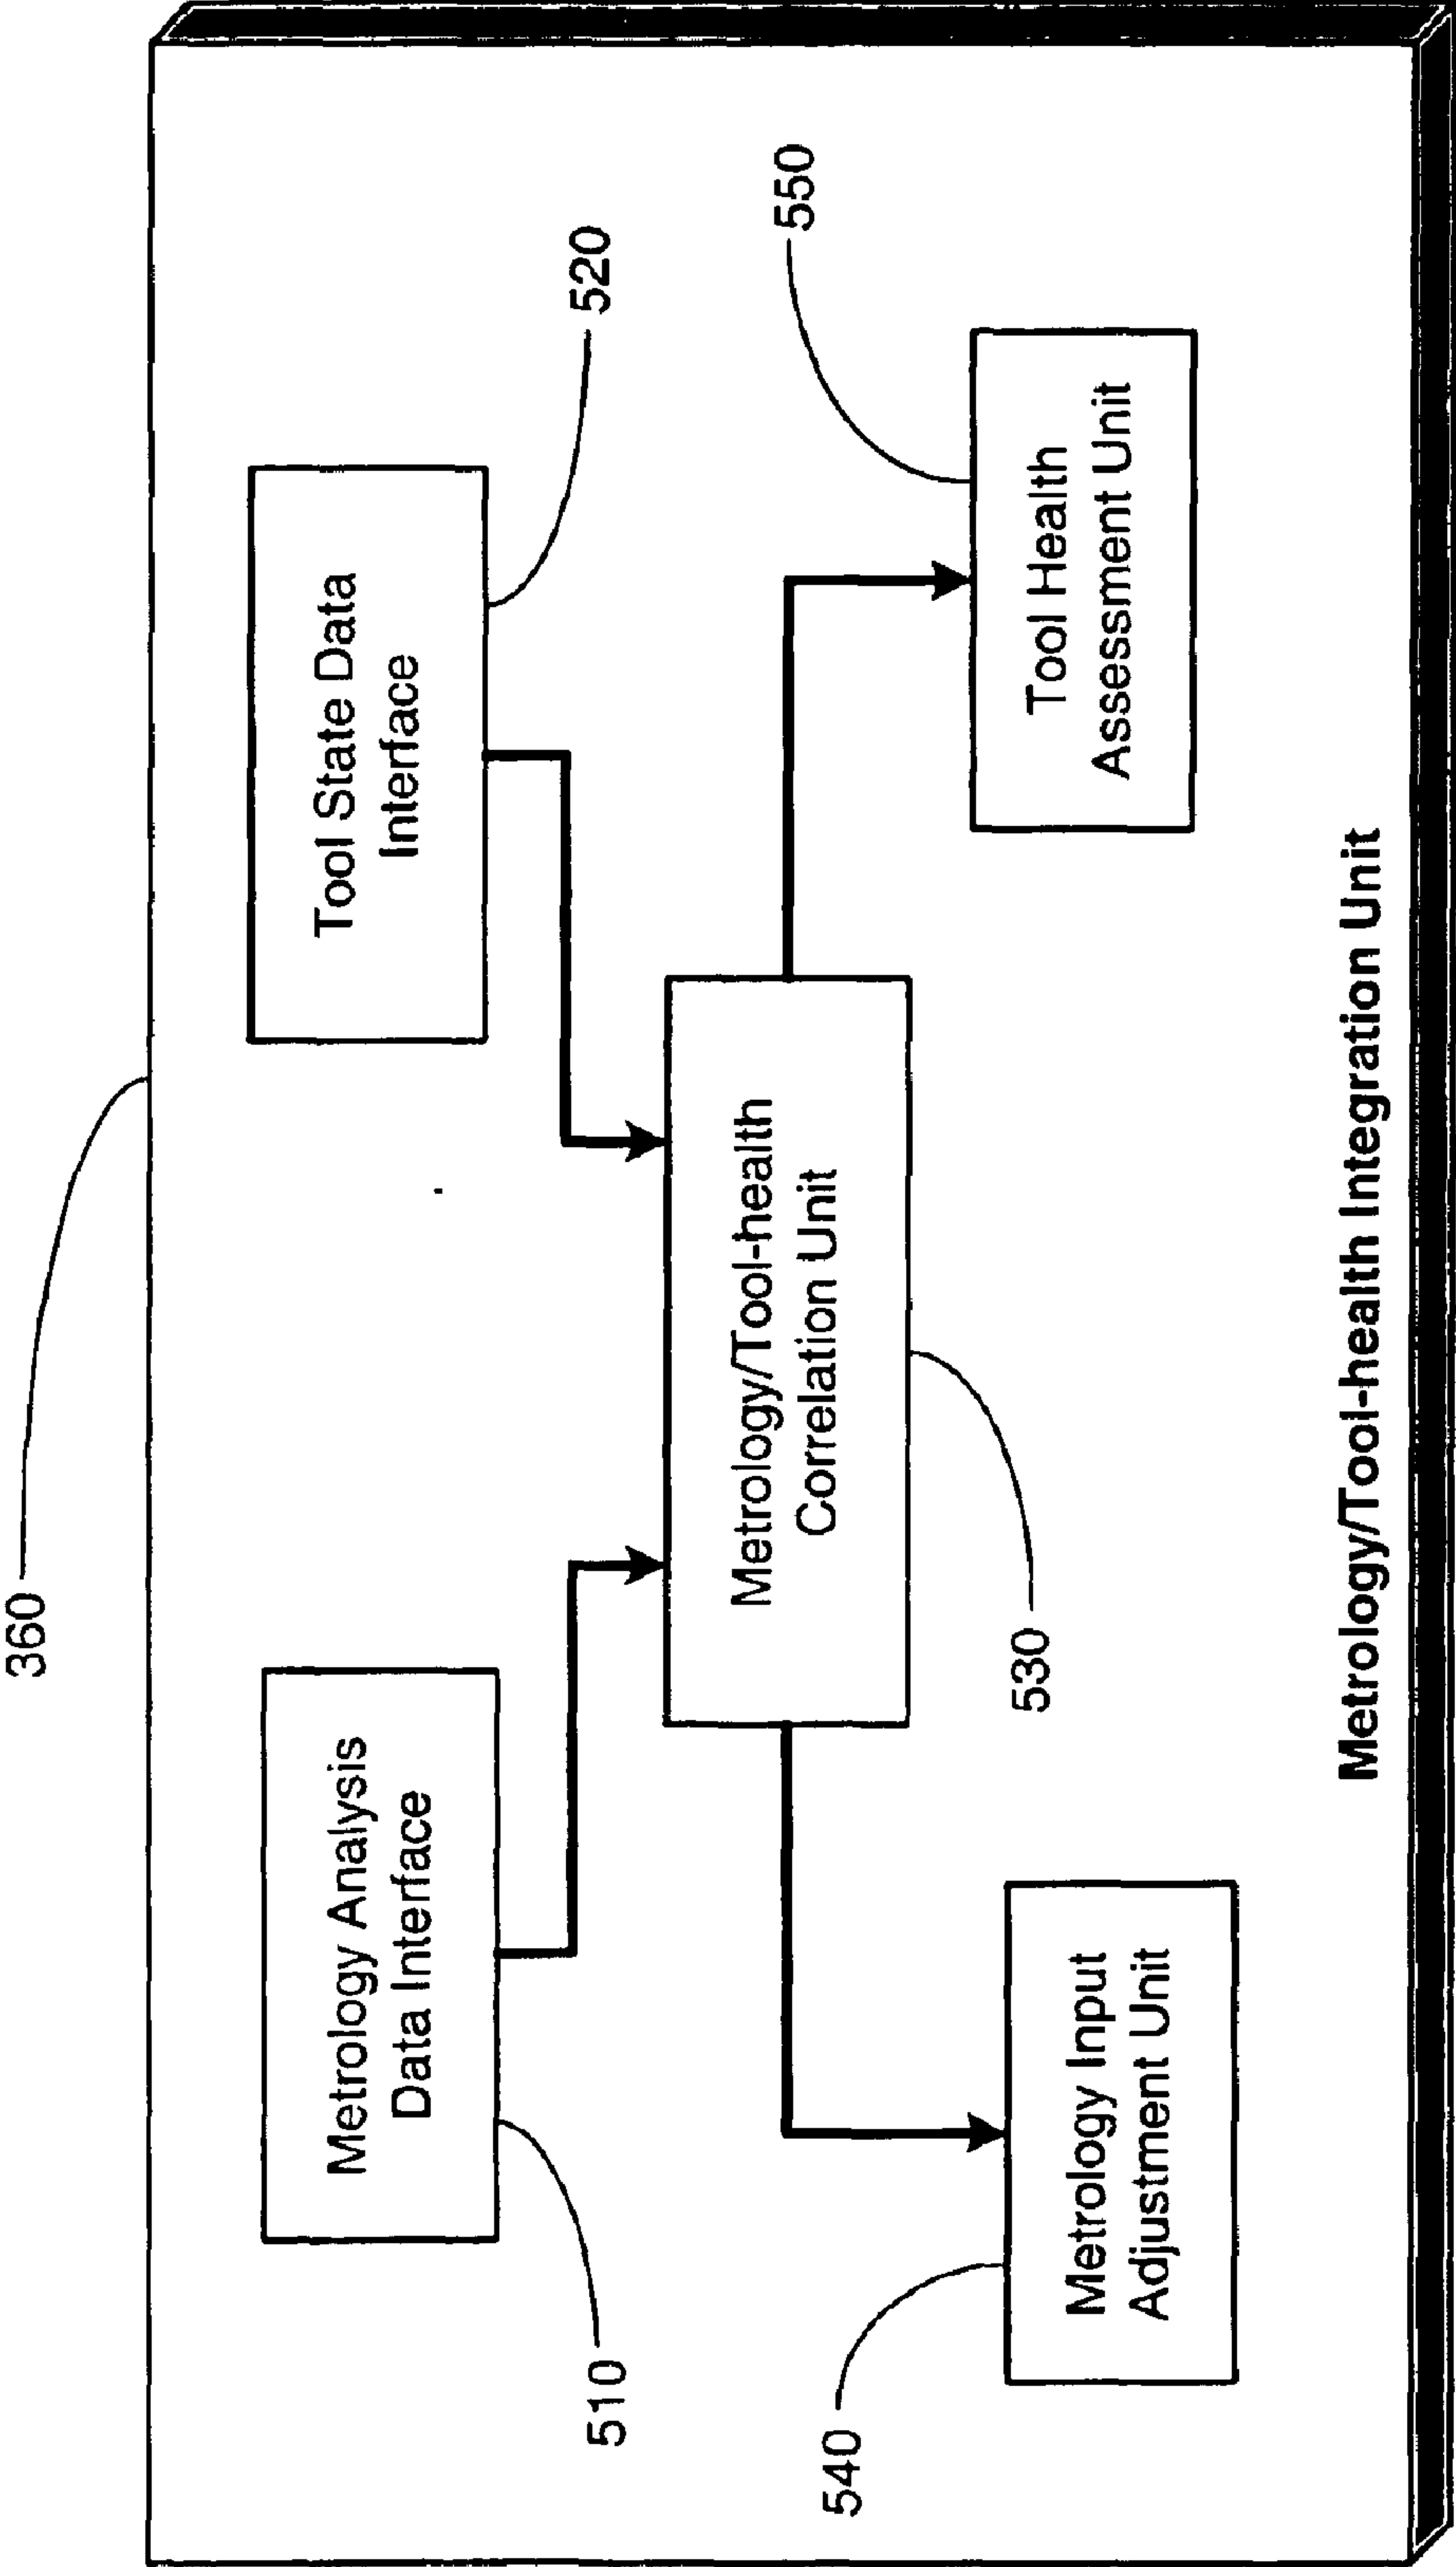 360
Metrology Analysis
Data Interface
510
Tool State Data
Interface
520
Metrology/Tool-health
Correlation Unit
530
Metrology Input
Adjustment Unit
540
Tool Health
Assessment Unit
550
Metrology/Tool-health Integration Unit